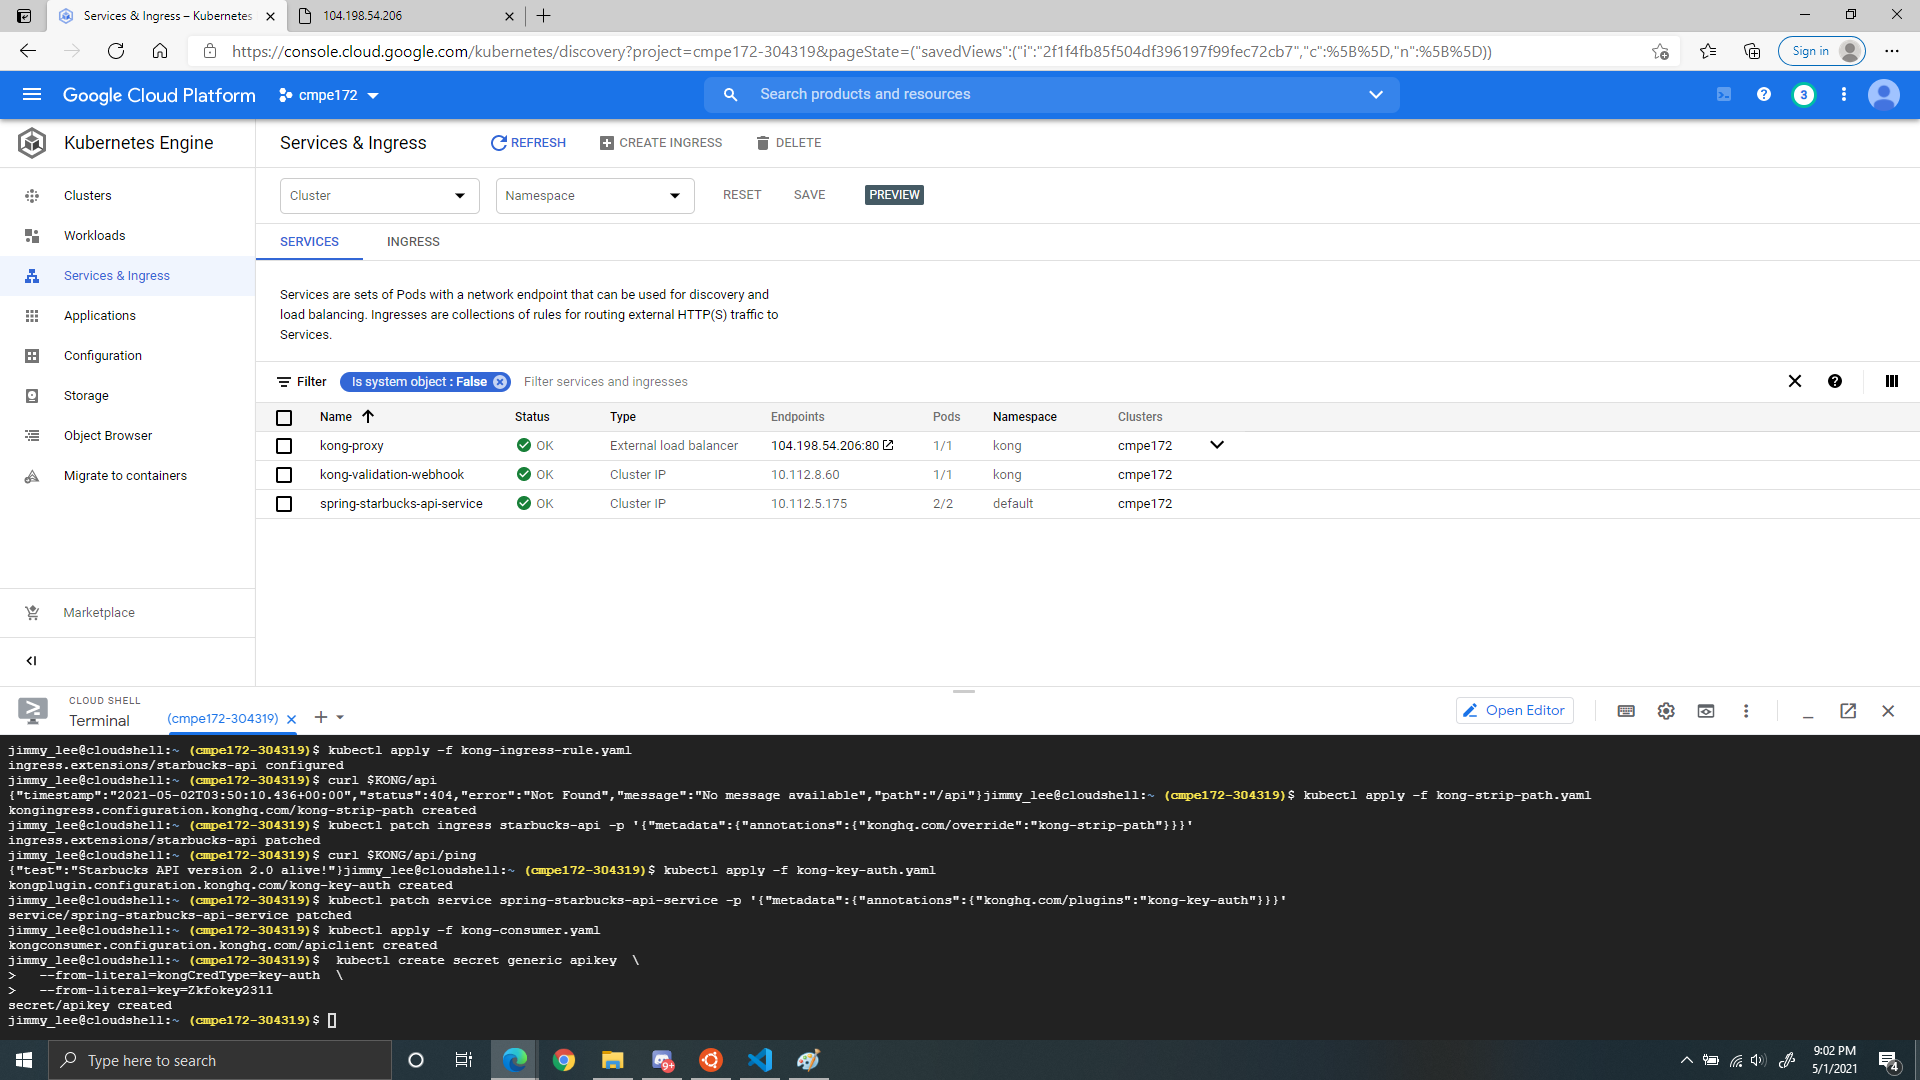 Services & Ingress – Kubernetes
104.198.54.206
https://console.cloud.google.com/kubernetes/discovery?project=cmpe172-304319&pageState=("savedViews":("i":"2f1f4fb85f504df396197f99fec72cb7","c":%5B%5D,"n":%5B%5D))
Sign in
Google Cloud Platform
cmpe172
Search products and resources
3
Kubernetes Engine
Services & Ingress
REFRESH
CREATE INGRESS
DELETE
Clusters
Workloads
Services & Ingress
Applications
Configuration
Storage
Object Browser
Migrate to containers
Marketplace
Cluster
Namespace
RESET
SAVE
PREVIEW
SERVICES
INGRESS
Services are sets of Pods with a network endpoint that can be used for discovery and
load balancing. Ingresses are collections of rules for routing external HTTP(S) traffic to
Services.
Filter
Is system object : False
Filter services and ingresses
Name Status Type Endpoints Pods Namespace Clusters
kong-proxy OK External load balancer 104.198.54.206:80 1/1 kong cmpe172
kong-validation-webhook OK Cluster IP 10.112.8.60 1/1 kong cmpe172
spring-starbucks-api-service OK Cluster IP 10.112.5.175 2/2 default cmpe172
CLOUD SHELL
Terminal
(cmpe172-304319)
Open Editor
jimmy_lee@cloudshell:~ (cmpe172-304319)$ kubectl apply -f kong-ingress-rule.yaml
ingress.extensions/starbucks-api configured
jimmy_lee@cloudshell:~ (cmpe172-304319)$ curl $KONG/api
{"timestamp":"2021-05-02T03:50:10.436+00:00","status":404,"error":"Not Found","message":"No message available","path":"/api"}jimmy_lee@cloudshell:~ (cmpe172-304319)$ kubectl apply -f kong-strip-path.yaml
kongingress.configuration.konghq.com/kong-strip-path created
jimmy_lee@cloudshell:~ (cmpe172-304319)$ kubectl patch ingress starbucks-api -p '{"metadata":{"annotations":{"konghq.com/override":"kong-strip-path"}}}'
ingress.extensions/starbucks-api patched
jimmy_lee@cloudshell:~ (cmpe172-304319)$ curl $KONG/api/ping
{"test":"Starbucks API version 2.0 alive!"}jimmy_lee@cloudshell:~ (cmpe172-304319)$ kubectl apply -f kong-key-auth.yaml
kongplugin.configuration.konghq.com/kong-key-auth created
jimmy_lee@cloudshell:~ (cmpe172-304319)$ kubectl patch service spring-starbucks-api-service -p '{"metadata":{"annotations":{"konghq.com/plugins":"kong-key-auth"}}}'
service/spring-starbucks-api-service patched
jimmy_lee@cloudshell:~ (cmpe172-304319)$ kubectl apply -f kong-consumer.yaml
kongconsumer.configuration.konghq.com/apiclient created
jimmy_lee@cloudshell:~ (cmpe172-304319)$  kubectl create secret generic apikey  \
>   --from-literal=kongCredType=key-auth  \
>   --from-literal=key=Zkfokey2311
secret/apikey created
jimmy_lee@cloudshell:~ (cmpe172-304319)$
Type here to search
9+
9:02 PM
5/1/2021
4